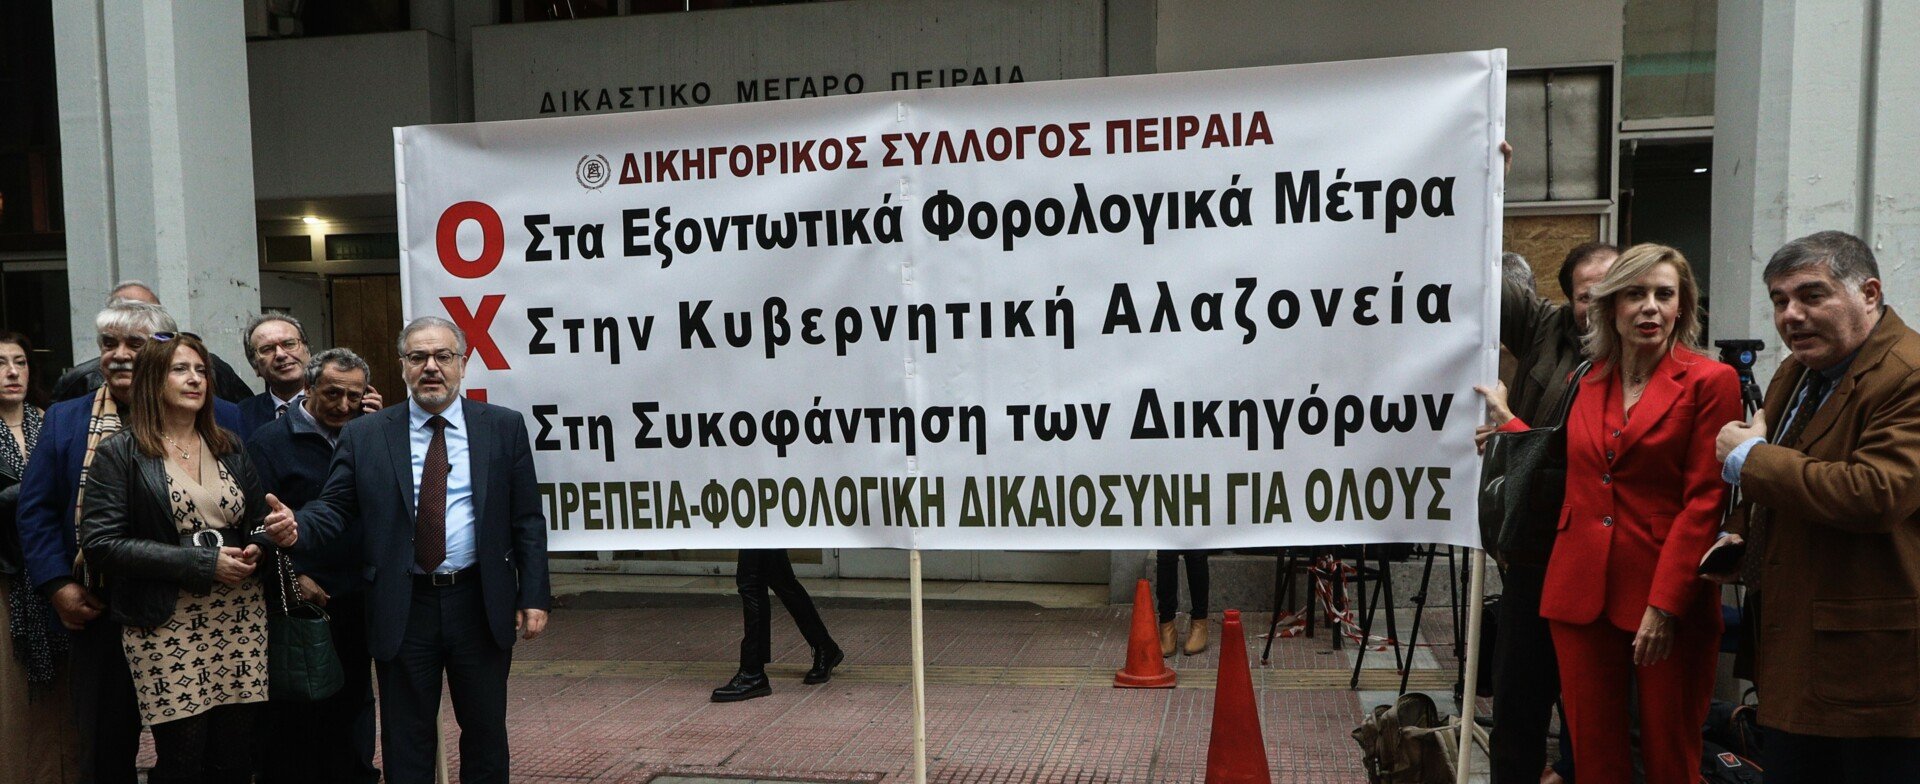 ΔΙΚΑΣΤΙΚΟ ΜΕΓΑΡΟ ΠΕΙΡΑΙΑ
ΔΙΚΗΓΟΡΙΚΟΣ ΣΥΛΛΟΓΟΣ ΠΕΙΡΑΙΑ
ΟΧΙ
Στα Εξοντωτικά Φορολογικά Μέτρα
Στην Κυβερνητική Αλαζονεία
Στη Συκοφάντηση των Δικηγόρων
ΠΡΕΠΕΙΑ-ΦΟΡΟΛΟΓΙΚΗ ΔΙΚΑΙΟΣΥΝΗ ΓΙΑ ΟΛΟΥΣ